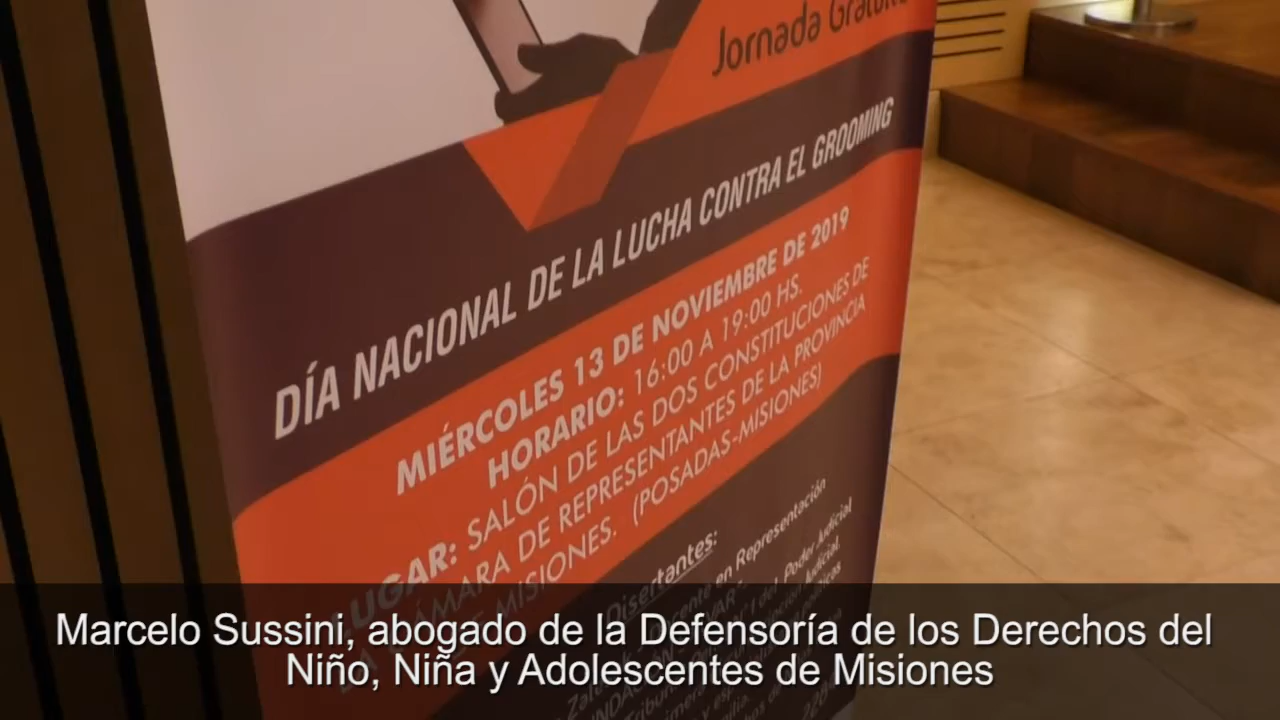 Jornada Gratuita
DÍA NACIONAL DE LA LUCHA CONTRA EL GROOMING
MIÉRCOLES 13 DE NOVIEMBRE DE 2019
HORARIO: 16:00 A 19:00 HS.
LUGAR: SALÓN DE LAS DOS CONSTITUCIONES DE
LA CÁMARA DE REPRESENTANTES DE LA PROVINCIA
DE MISIONES. (POSADAS-MISIONES)
Disertantes:
en Representación
del Poder Judicial
Judicial.
Marcelo Sussini, abogado de la Defensoría de los Derechos del
Niño, Niña y Adolescentes de Misiones